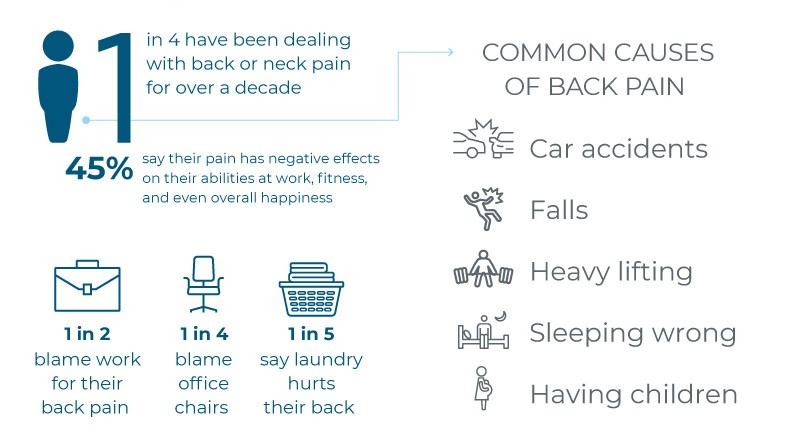 1 in 4 have been dealing
with back or neck pain
for over a decade
45% say their pain has negative effects
on their abilities at work, fitness,
and even overall happiness
1 in 2
blame work
for their
back pain
1 in 4
blame
office
chairs
1 in 5
say laundry
hurts
their back
COMMON CAUSES
OF BACK PAIN
Car accidents
Falls
Heavy lifting
Sleeping wrong
Having children